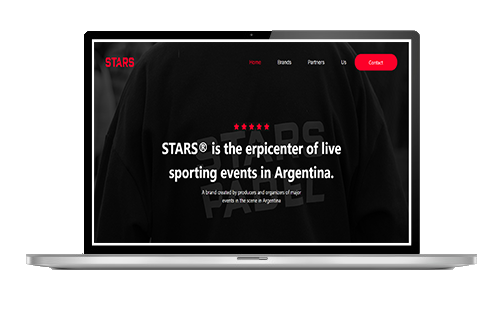 STARS
Home Brands Partners Us Contact
STARS
PADEL
STARS® is the erpicenter of live
sporting events in Argentina.
A brand created by producers and organizers of major
events in the scene in Argentina